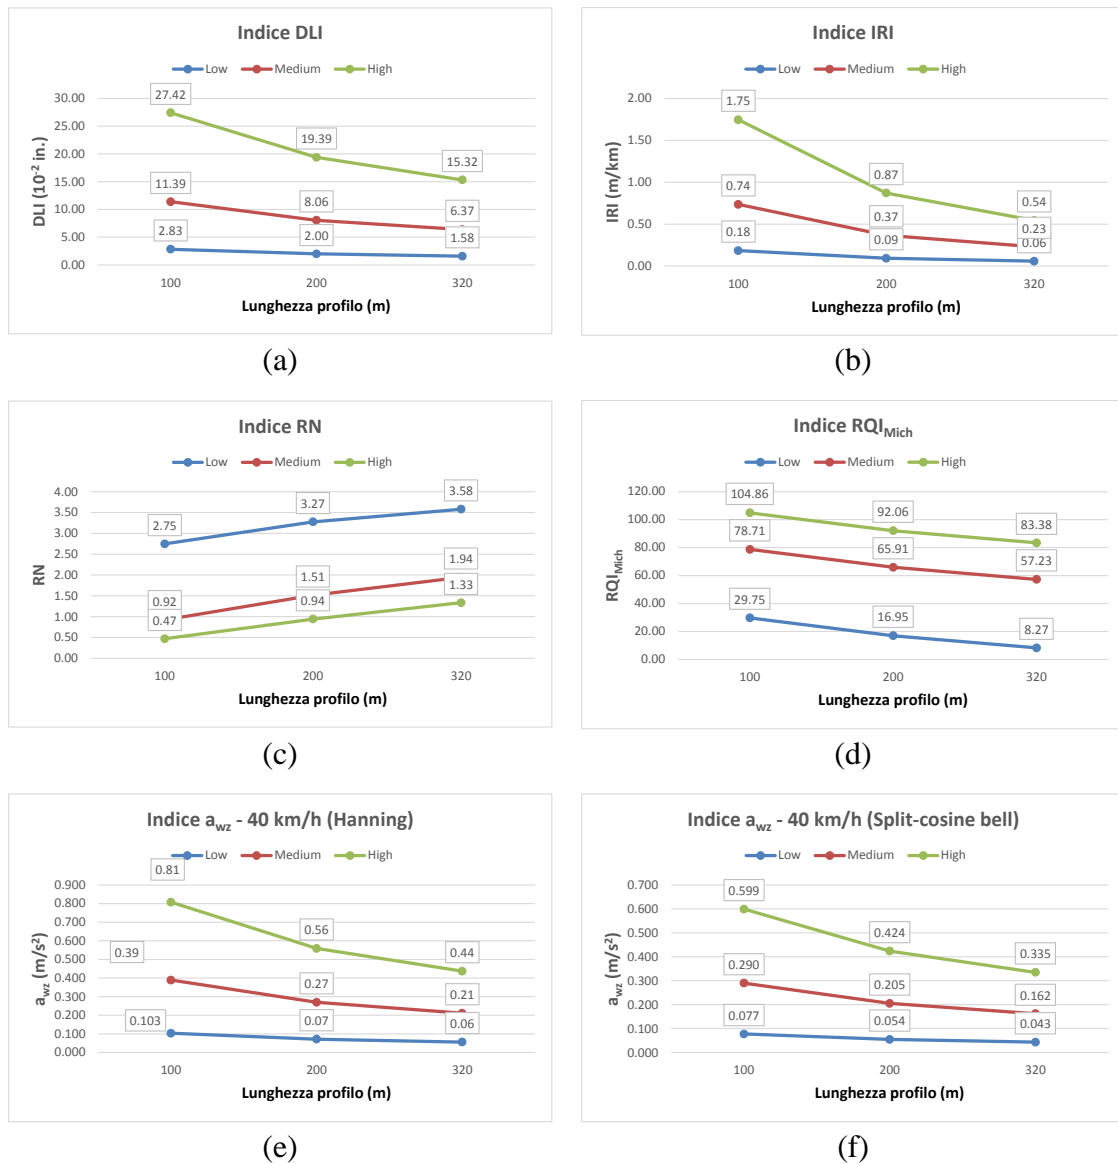 Indice DLI
Low Medium High
30.00
25.00
20.00
15.00
10.00
5.00
0.00
DLI (10⁻² in.)
27.42
19.39
15.32
11.39
8.06
6.37
2.83
2.00
1.58
100 200 320
Lunghezza profilo (m)
(a)
Indice IRI
Low Medium High
2.00
1.50
1.00
0.50
0.00
IRI (m/km)
1.75
0.87
0.54
0.74
0.37
0.23
0.18
0.09
0.06
100 200 320
Lunghezza profilo (m)
(b)
Indice RN
Low Medium High
4.00
3.50
3.00
2.50
2.00
1.50
1.00
0.50
0.00
RN
2.75
3.27
3.58
0.92
1.51
1.94
0.47
0.94
1.33
100 200 320
Lunghezza profilo (m)
(c)
Indice RQI_Mich
Low Medium High
120.00
100.00
80.00
60.00
40.00
20.00
0.00
RQI_Mich
104.86
92.06
83.38
78.71
65.91
57.23
29.75
16.95
8.27
100 200 320
Lunghezza profilo (m)
(d)
Indice a_wz - 40 km/h (Hanning)
Low Medium High
0.900
0.800
0.700
0.600
0.500
0.400
0.300
0.200
0.100
0.000
a_wz (m/s²)
0.81
0.56
0.44
0.39
0.27
0.21
0.103
0.07
0.06
100 200 320
Lunghezza profilo (m)
(e)
Indice a_wz - 40 km/h (Split-cosine bell)
Low Medium High
0.700
0.600
0.500
0.400
0.300
0.200
0.100
0.000
a_wz (m/s²)
0.599
0.424
0.335
0.290
0.205
0.162
0.077
0.054
0.043
100 200 320
Lunghezza profilo (m)
(f)